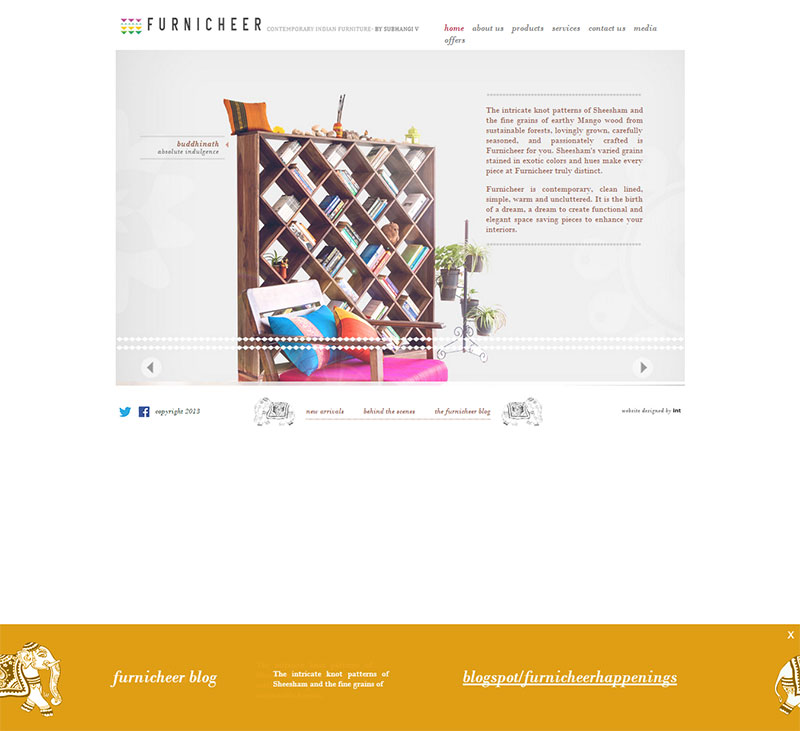 FURNICHEER CONTEMPORARY INDIAN FURNITURE- BY SUBHANGI V
home about us products services contact us media
offers
buddhinath
absolute indulgence
The intricate knot patterns of Sheesham and
the fine grains of earthy Mango wood from
sustainable forests, lovingly grown, carefully
seasoned, and passionately crafted is
Furnicheer for you. Sheesham's varied grains
stained in exotic colors and hues make every
piece at Furnicheer truly distinct.
Furnicheer is contemporary, clean lined,
simple, warm and uncluttered. It is the birth
of a dream, a dream to create functional and
elegant space saving pieces to enhance your
interiors.
copyright 2013
new arrivals behind the scenes the furnicheer blog
website designed by int
X
furnicheer blog
The intricate knot patterns of
Sheesham and the fine grains of
blogspot/furnicheerhappenings